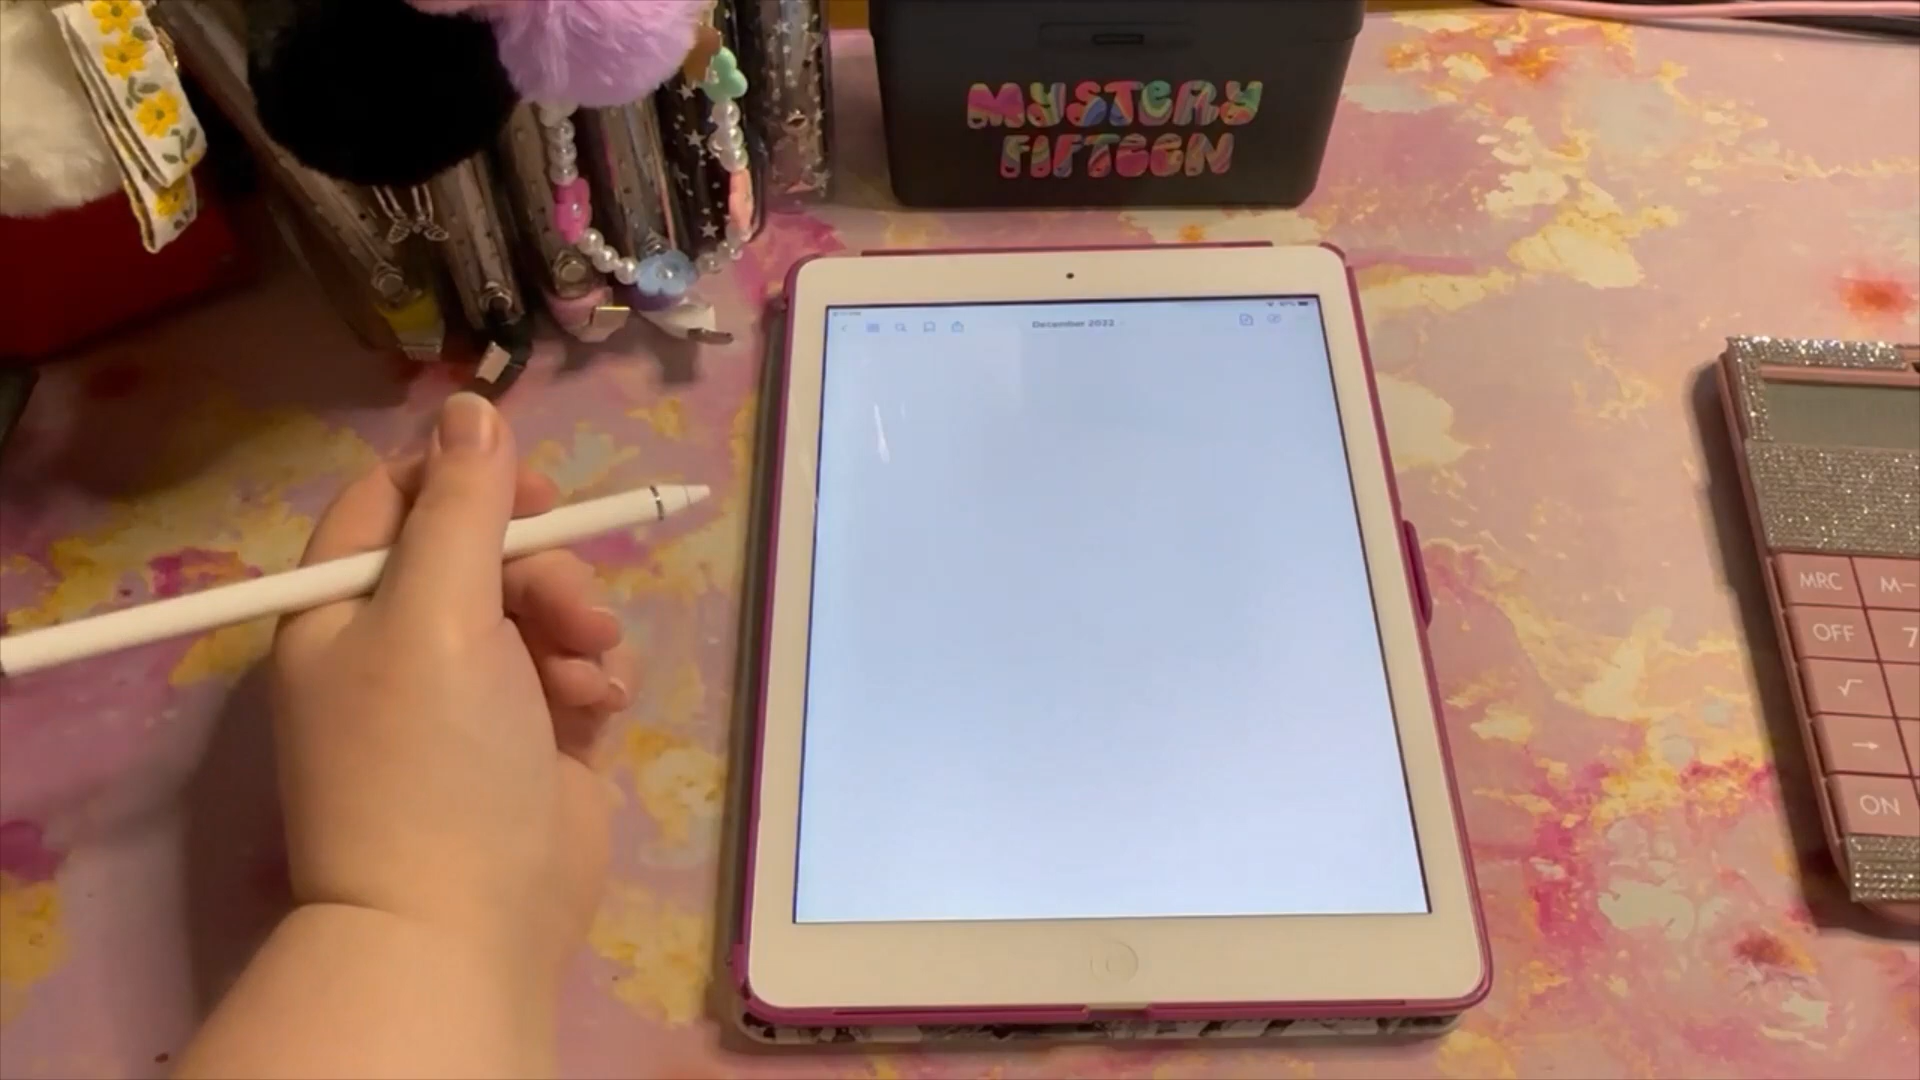 MYSTERY
FIFTEEN
December 2022
MRC M-
OFF 7
√
→
ON